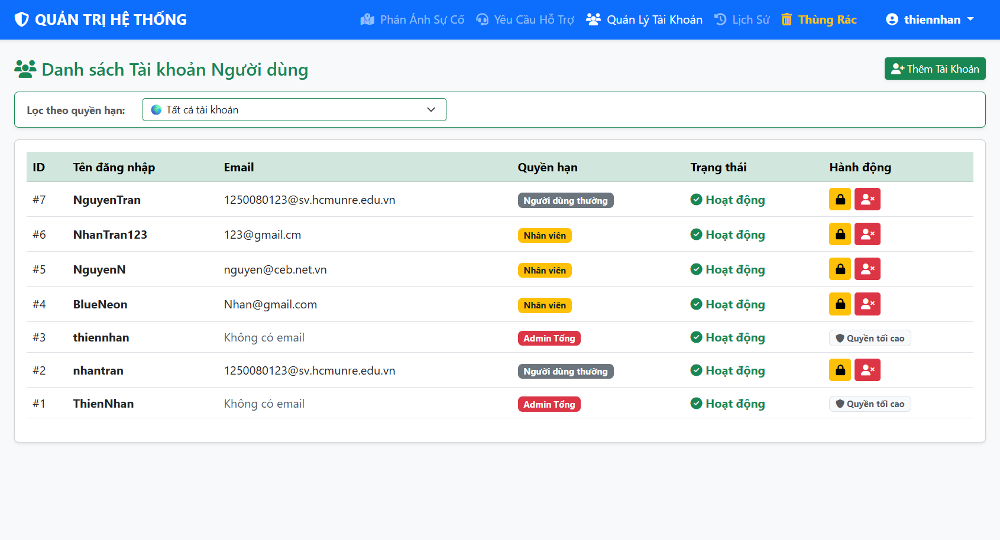 QUẢN TRỊ HỆ THỐNG
Phản Ánh Sự Cố
Yêu Cầu Hỗ Trợ
Quản Lý Tài Khoản
Lịch Sử
Thùng Rác
thiennhan
Danh sách Tài khoản Người dùng
Thêm Tài Khoản
Lọc theo quyền hạn:
Tất cả tài khoản
ID Tên đăng nhập Email Quyền hạn Trạng thái Hành động
#7 NguyenTran 1250080123@sv.hcmunre.edu.vn Người dùng thường Hoạt động
#6 NhanTran123 123@gmail.cm Nhân viên Hoạt động
#5 NguyenN nguyen@ceb.net.vn Nhân viên Hoạt động
#4 BlueNeon Nhan@gmail.com Nhân viên Hoạt động
#3 thiennhan Không có email Admin Tổng Hoạt động Quyền tối cao
#2 nhantran 1250080123@sv.hcmunre.edu.vn Người dùng thường Hoạt động
#1 ThienNhan Không có email Admin Tổng Hoạt động Quyền tối cao